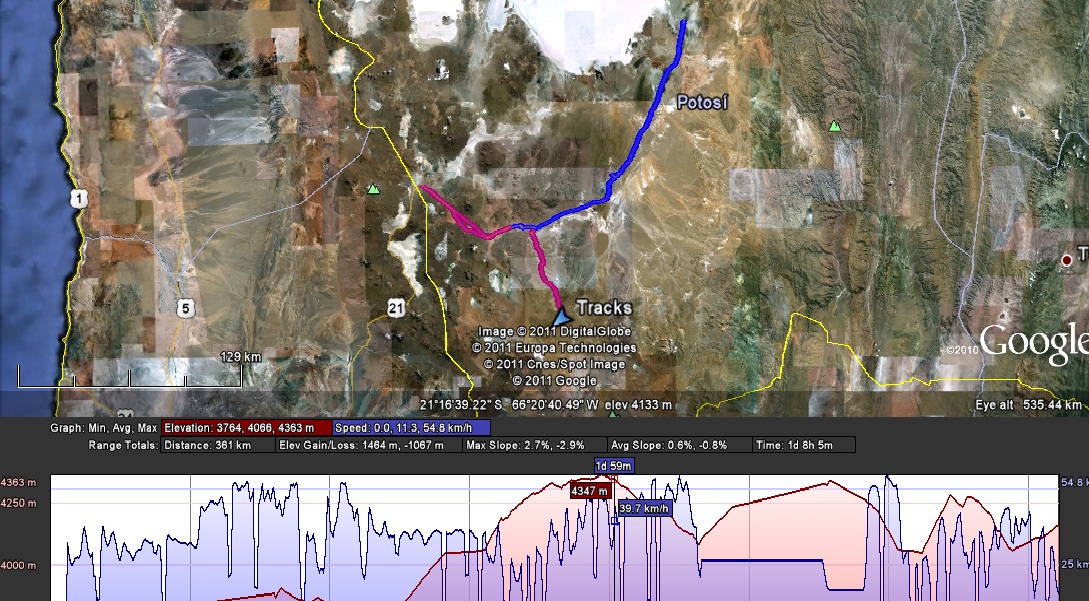 Potosí
1
5
21
Tracks
Image © 2011 DigitalGlobe
© 2011 Europa Technologies
© 2011 Cnes/Spot Image
© 2011 Google
©2010 Google
129 km
21°16'39.22" S 66°20'40.49" W elev 4133 m
Eye alt 535.44 km
Graph: Min, Avg, Max Elevation: 3764, 4066, 4363 m Speed: 0.0, 11.3, 54.8 km/h
Range Totals: Distance: 361 km Elev Gain/Loss: 1464 m, -1067 m Max Slope: 2.7%, -2.9% Avg Slope: 0.6%, -0.8% Time: 1d 8h 5m
1d 59m
4363 m
54.8 k
4347 m
4250 m
39.7 km/h
4000 m
25 km